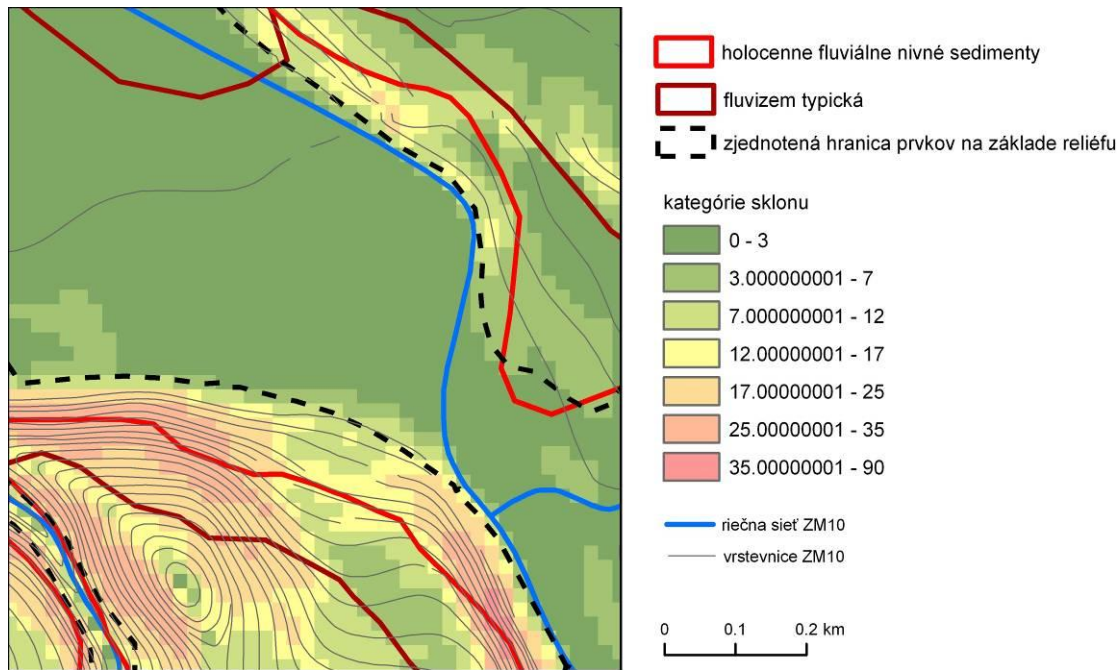 holocenne fluviálne nivné sedimenty
fluvizem typická
zjednotená hranica prvkov na základe reliéfu
kategórie sklonu
0 - 3
3.000000001 - 7
7.000000001 - 12
12.00000001 - 17
17.00000001 - 25
25.00000001 - 35
35.00000001 - 90
riečna sieť ZM10
vrstevnice ZM10
0 0.1 0.2 km